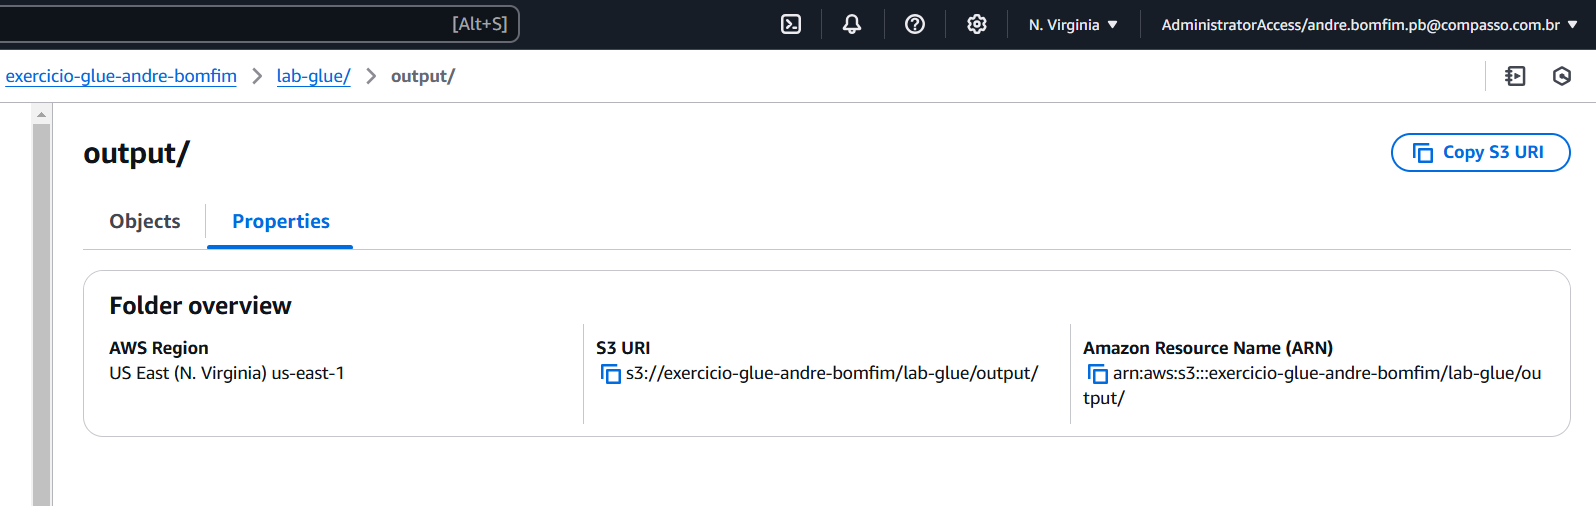 [Alt+S] N. Virginia AdministratorAccess/andre.bomfim.pb@compasso.com.br
exercicio-glue-andre-bomfim lab-glue/ output/
output/
Copy S3 URI
Objects Properties
Folder overview
AWS Region
US East (N. Virginia) us-east-1
S3 URI
s3://exercicio-glue-andre-bomfim/lab-glue/output/
Amazon Resource Name (ARN)
arn:aws:s3:::exercicio-glue-andre-bomfim/lab-glue/ou
tput/